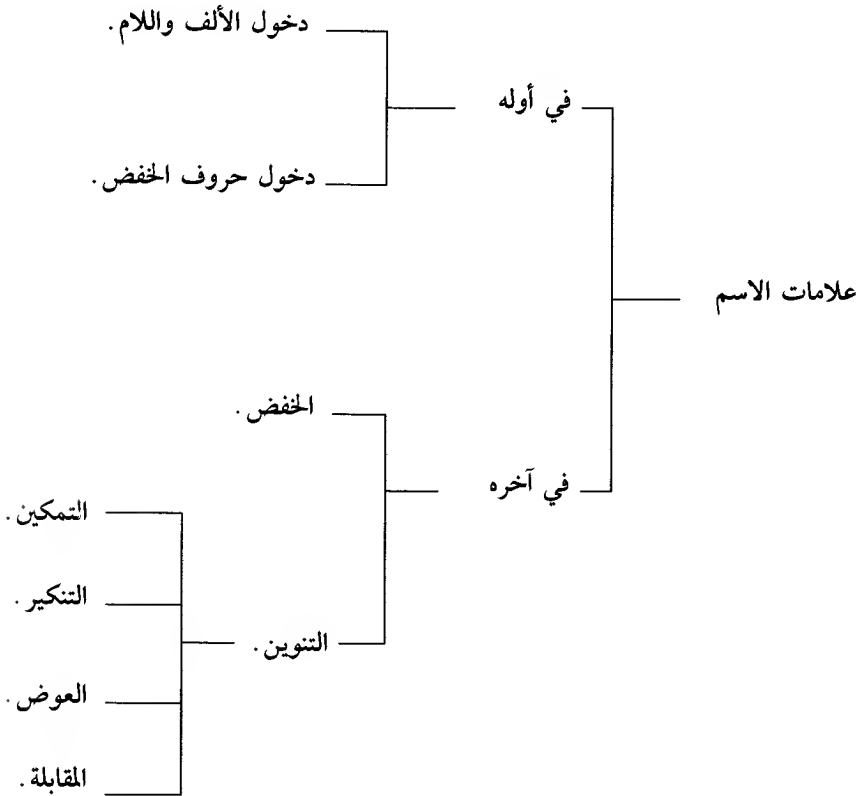 علامات الاسم
في أوله
دخول الألف واللام.
دخول حروف الخفض.
في آخره
الخفض.
التنوين.
التمكين.
التنكير.
العوض.
المقابلة.